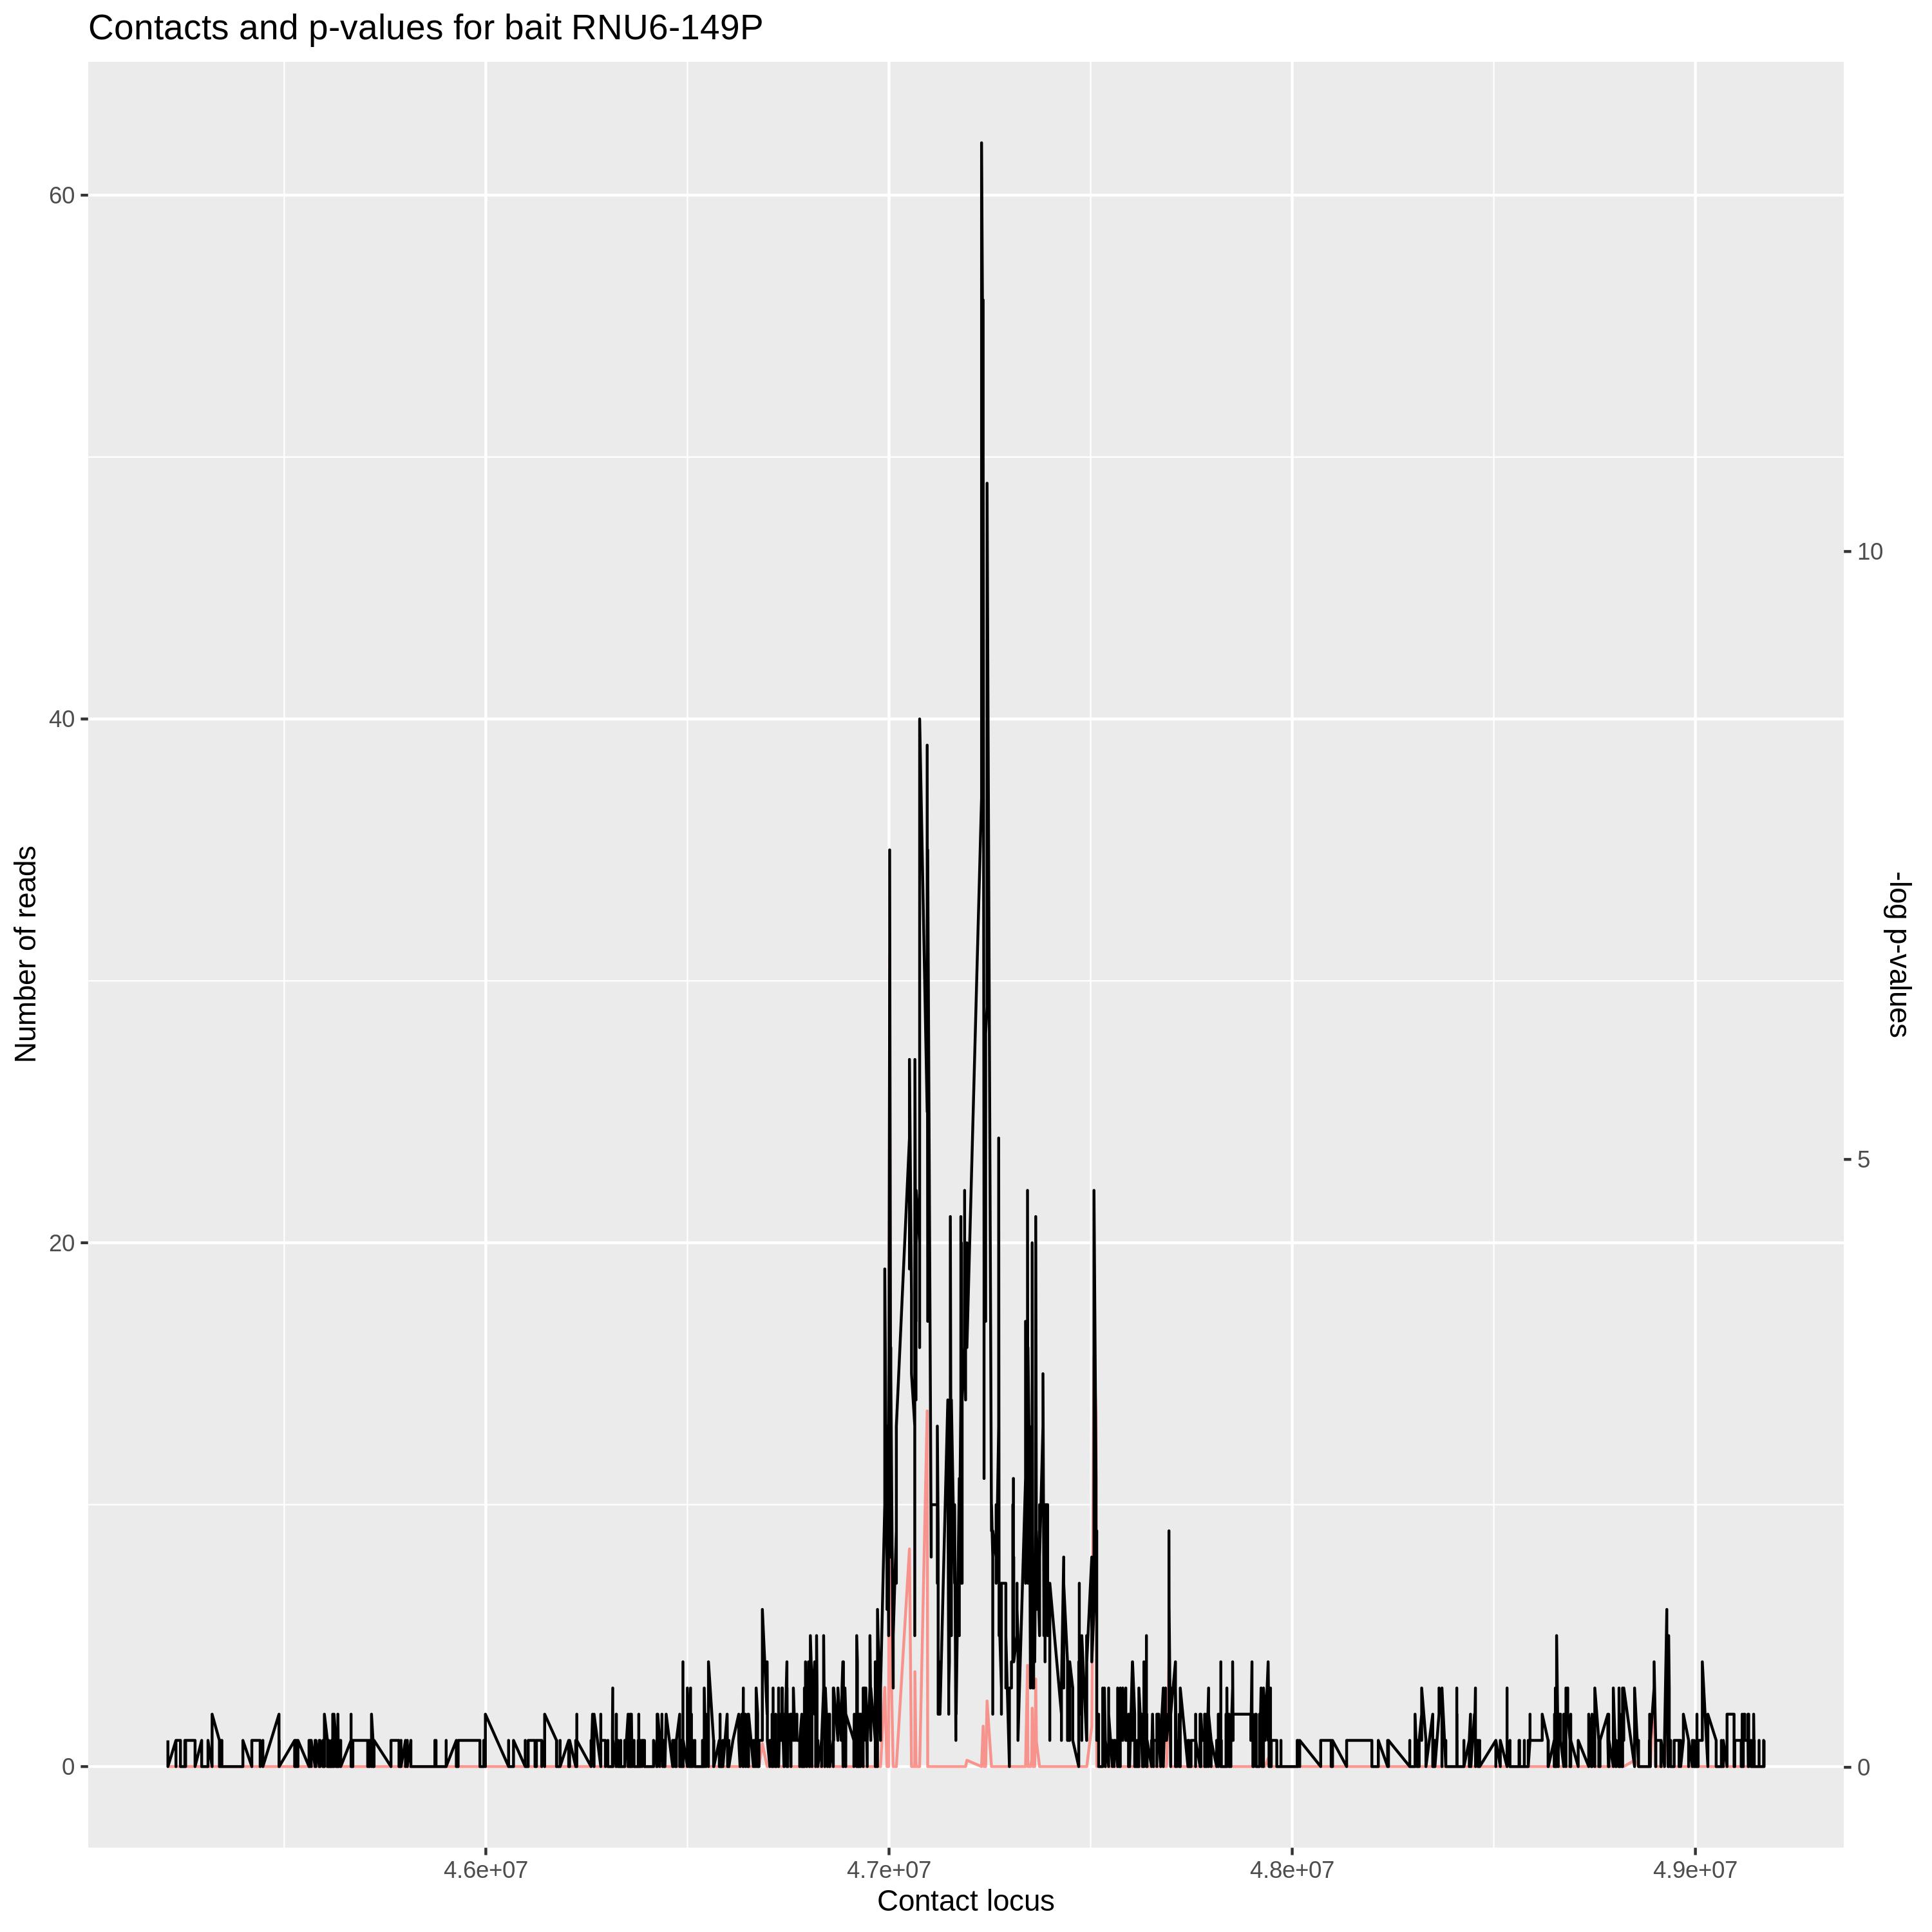 Contacts and p-values for bait RNU6-149P
60
40
20
0
Number of reads
10
5
0
-log p-values
4.6e+07
4.7e+07
4.8e+07
4.9e+07
Contact locus